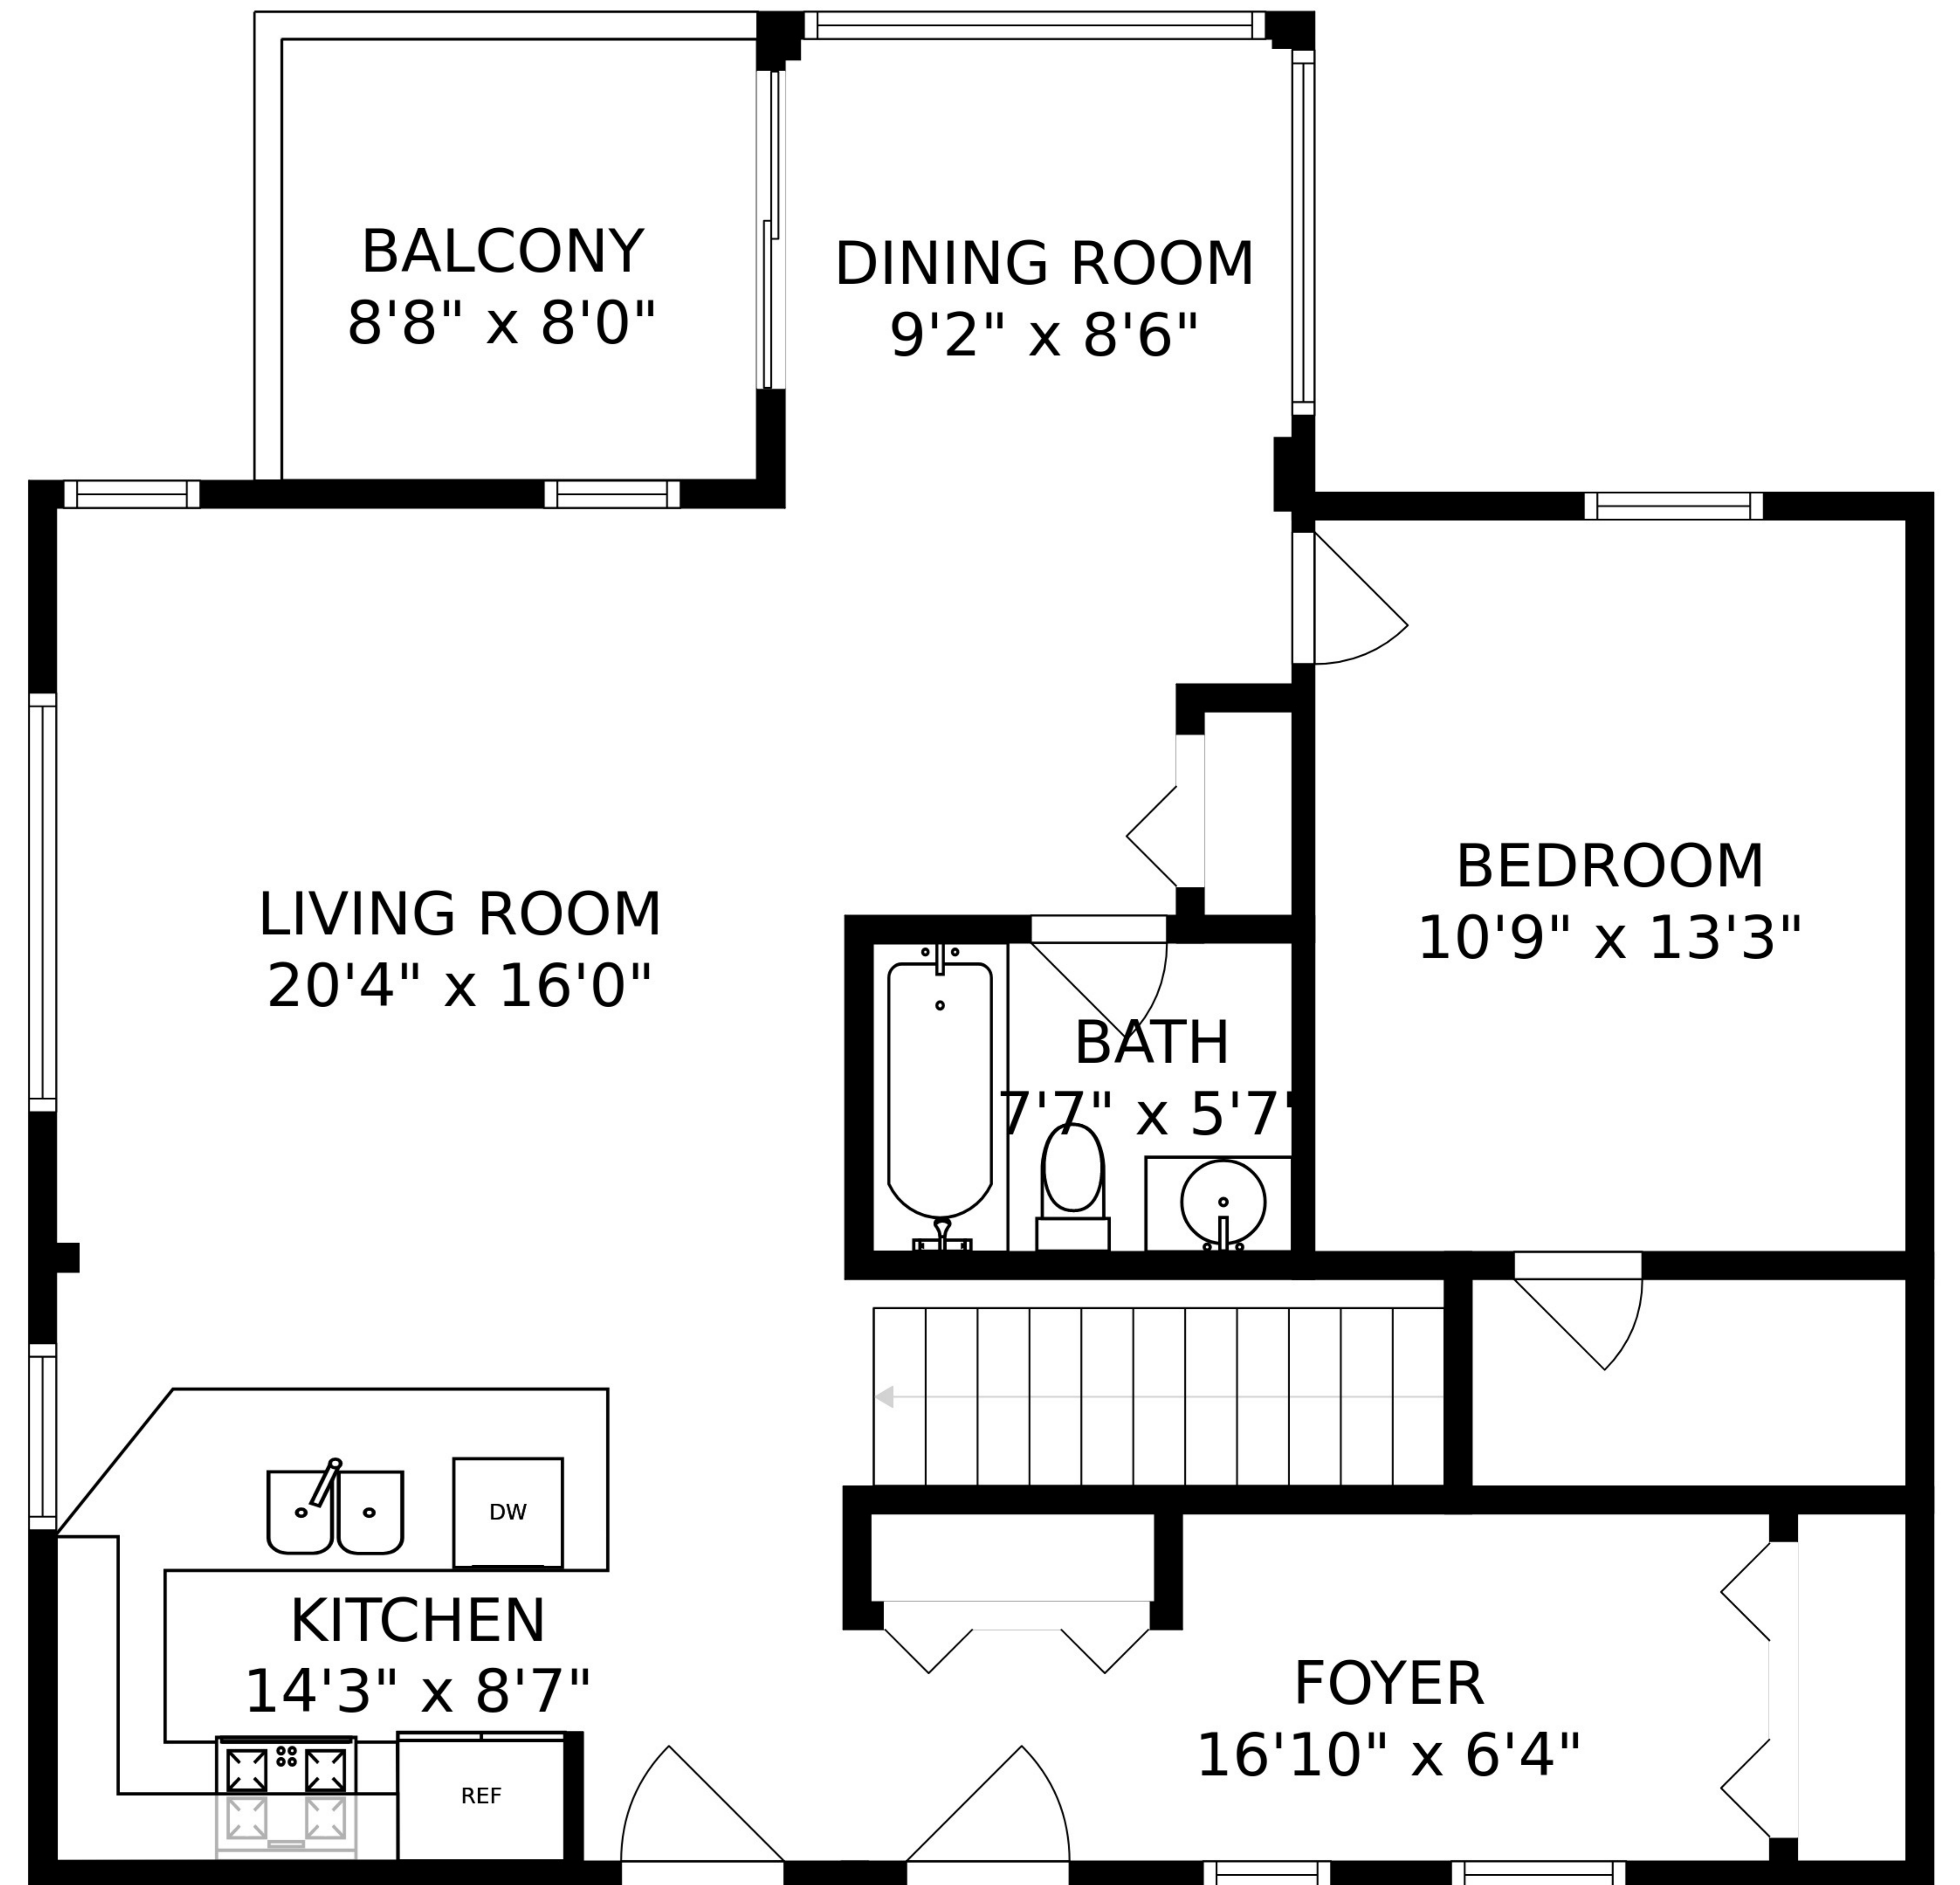 BALCONY
8'8" x 8'0"
DINING ROOM
9'2" x 8'6"
BEDROOM
10'9" x 13'3"
LIVING ROOM
20'4" x 16'0"
BATH
7'7" x 5'7"
DW
KITCHEN
14'3" x 8'7"
FOYER
16'10" x 6'4"
REF